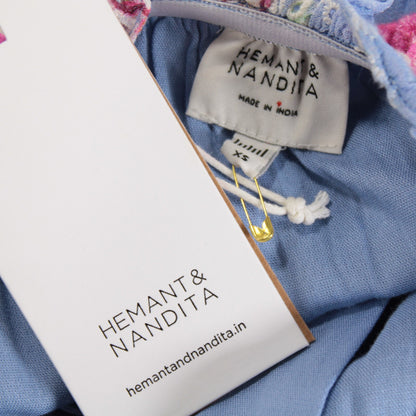 HEMANT &
NANDITA
MADE IN INDIA
XS
HEMANT &
NANDITA
hemantandnandita.in